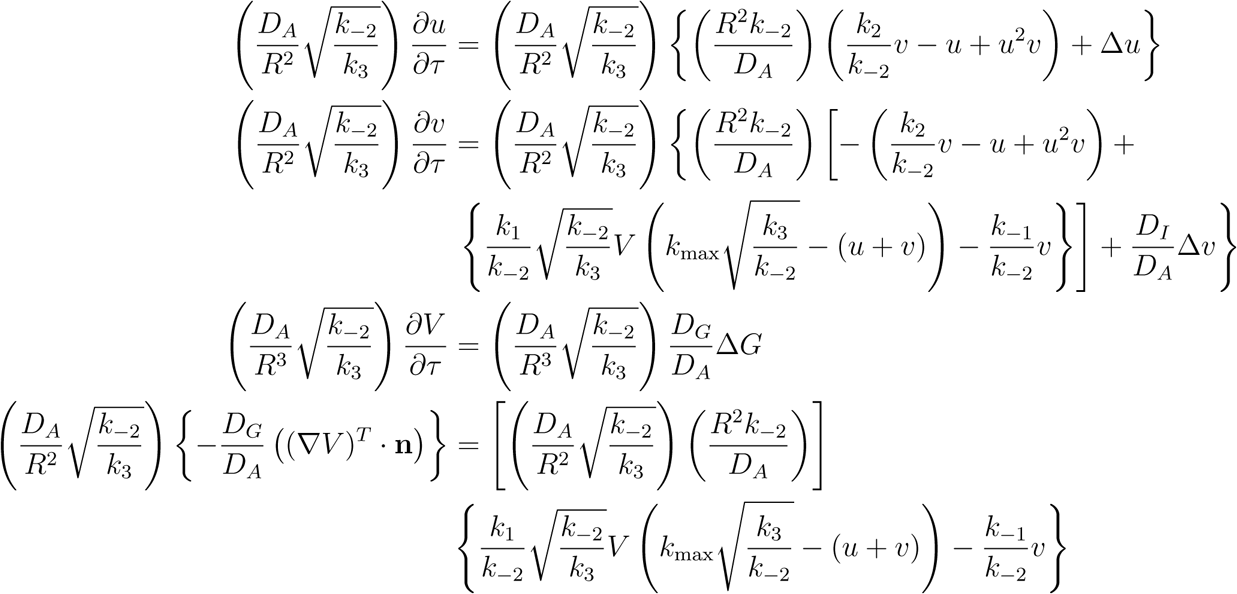 \left(\frac{D_A}{R^2}\sqrt{\frac{k_{-2}}{k_3}}\right)\frac{\partial u}{\partial \tau} = \left(\frac{D_A}{R^2}\sqrt{\frac{k_{-2}}{k_3}}\right)\left\{\left(\frac{R^2 k_{-2}}{D_A}\right)\left(\frac{k_2}{k_{-2}}v - u + u^2 v\right) + \Delta u\right\}
\left(\frac{D_A}{R^2}\sqrt{\frac{k_{-2}}{k_3}}\right)\frac{\partial v}{\partial \tau} = \left(\frac{D_A}{R^2}\sqrt{\frac{k_{-2}}{k_3}}\right)\left\{\left(\frac{R^2 k_{-2}}{D_A}\right)\left[-\left(\frac{k_2}{k_{-2}}v - u + u^2 v\right) + \right.\right.
\left.\left.\left\{\frac{k_1}{k_{-2}}\sqrt{\frac{k_{-2}}{k_3}}V\left(k_{\max}\sqrt{\frac{k_3}{k_{-2}}} - (u + v)\right) - \frac{k_{-1}}{k_{-2}}v\right\}\right] + \frac{D_I}{D_A}\Delta v\right\}
\left(\frac{D_A}{R^3}\sqrt{\frac{k_{-2}}{k_3}}\right)\frac{\partial V}{\partial \tau} = \left(\frac{D_A}{R^3}\sqrt{\frac{k_{-2}}{k_3}}\right)\frac{D_G}{D_A}\Delta G
\left(\frac{D_A}{R^2}\sqrt{\frac{k_{-2}}{k_3}}\right)\left\{-\frac{D_G}{D_A}\left((\nabla V)^T \cdot \mathbf{n}\right)\right\} = \left[\left(\frac{D_A}{R^2}\sqrt{\frac{k_{-2}}{k_3}}\right)\left(\frac{R^2 k_{-2}}{D_A}\right)\right]
\left\{\frac{k_1}{k_{-2}}\sqrt{\frac{k_{-2}}{k_3}}V\left(k_{\max}\sqrt{\frac{k_3}{k_{-2}}} - (u + v)\right) - \frac{k_{-1}}{k_{-2}}v\right\}